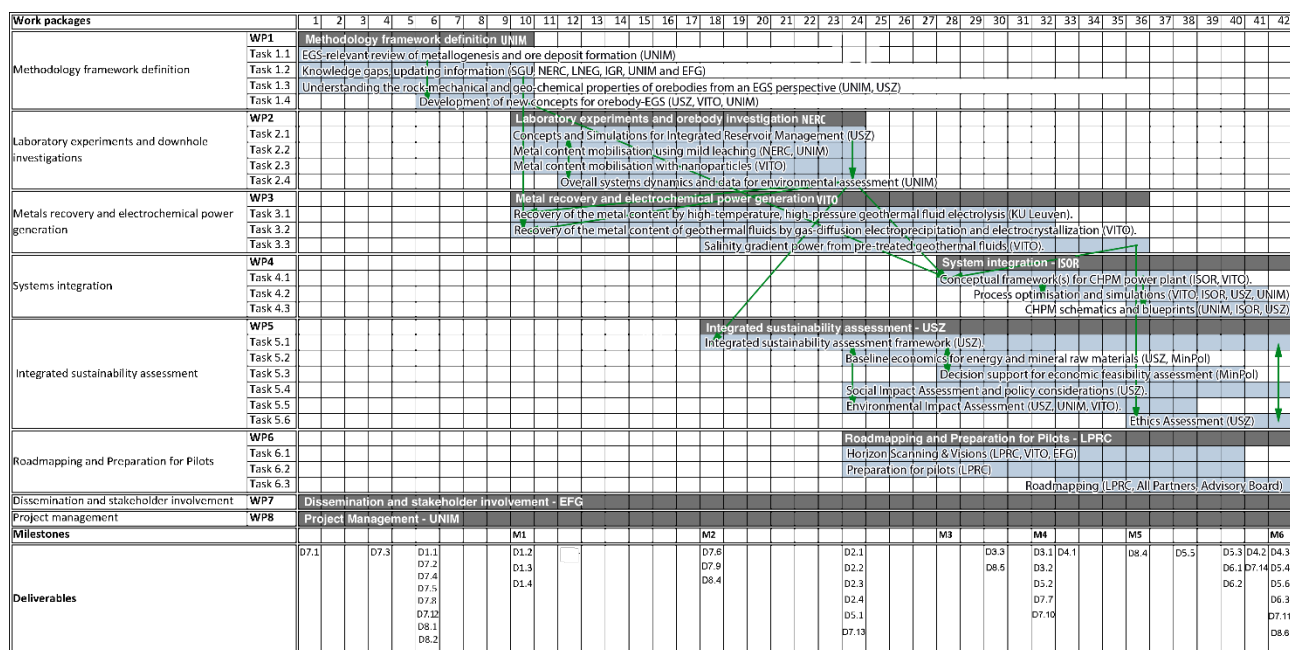 Work packages 1 2 3 4 5 6 7 8 9 10 11 12 13 14 15 16 17 18 19 20 21 22 23 24 25 26 27 28 29 30 31 32 33 34 35 36 37 38 39 40 41 42
Methodology framework definition
WP1 Methodology framework definition UNIM
Task 1.1 EGS-relevant review of metallogenesis and ore deposit formation (UNIM)
Task 1.2 Knowledge gaps, updating information (SGU, NERC, LNEG, IGR, UNIM and EFG)
Task 1.3 Understanding the rock-mechanical and geo-chemical properties of orebodies from an EGS perspective (UNIM, USZ)
Task 1.4 Development of new concepts for orebody-EGS (USZ, VITO, UNIM)
Laboratory experiments and downhole
investigations
WP2 Laboratory experiments and orebody investigation NERC
Task 2.1 Concepts and Simulations for Integrated Reservoir Management (USZ)
Task 2.2 Metal content mobilisation using mild leaching (NERC, UNIM)
Task 2.3 Metal content mobilisation with nanoparticles (VITO)
Task 2.4 Overall systems dynamics and data for environmental assessment (UNIM)
Metals recovery and electrochemical power
generation
WP3 Metal recovery and electrochemical power generation VITO
Task 3.1 Recovery of the metal content by high-temperature, high-pressure geothermal fluid electrolysis (KU Leuven).
Task 3.2 Recovery of the metal content of geothermal fluids by gas-diffusion electroprecipitation and electrocrystallization (VITO).
Task 3.3 Salinity gradient power from pre-treated geothermal fluids (VITO).
Systems integration
WP4 System integration - ISOR
Task 4.1 Conceptual framework(s) for CHPM power plant (ISOR, VITO).
Task 4.2 Process optimisation and simulations (VITO, ISOR, USZ, UNIM)
Task 4.3 CHPM schematics and blueprints (UNIM, ISOR, USZ)
Integrated sustainability assessment
WP5 Integrated sustainability assessment - USZ
Task 5.1 Integrated sustainability assessment framework (USZ).
Task 5.2 Baseline economics for energy and mineral raw materials (USZ, MinPol)
Task 5.3 Decision support for economic feasibility assessment (MinPol)
Task 5.4 Social Impact Assessment and policy considerations (USZ).
Task 5.5 Environmental Impact Assessment (USZ, UNIM, VITO).
Task 5.6 Ethics Assessment (USZ)
Roadmapping and Preparation for Pilots
WP6 Roadmapping and Preparation for Pilots - LPRC
Task 6.1 Horizon Scanning & Visions (LPRC, VITO, EFG)
Task 6.2 Preparation for pilots (LPRC)
Task 6.3 Roadmapping (LPRC, All Partners, Advisory Board)
Dissemination and stakeholder involvement WP7 Dissemination and stakeholder involvement - EFG
Project management WP8 Project Management - UNIM
Milestones M1 M2 M3 M4 M5 M6
Deliverables
D7.1 D7.3 D1.1 D1.2 D7.6 D2.1 D3.3 D3.1 D4.1 D8.4 D5.5 D5.3 D4.2 D4.3
D7.2 D1.3 D7.9 D2.2 D8.5 D3.2 D6.1 D7.14 D5.4
D7.4 D1.4 D8.4 D2.3 D5.2 D6.2 D5.6
D7.5 D2.4 D7.7 D6.3
D7.8 D5.1 D7.10 D7.11
D7.12 D7.13 D8.6
D8.1
D8.2